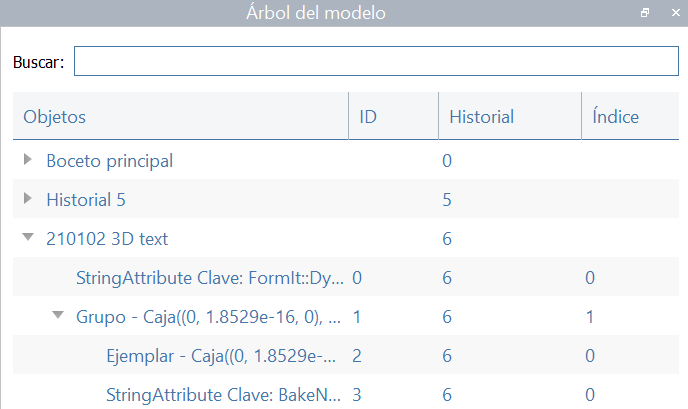 Árbol del modelo
Buscar:
Objetos ID Historial Índice
Boceto principal 0
Historial 5 5
210102 3D text 6
StringAttribute Clave: FormIt::Dy... 0 6 0
Grupo - Caja((0, 1.8529e-16, 0), ... 1 6 1
Ejemplar - Caja((0, 1.8529e-... 2 6 0
StringAttribute Clave: BakeN... 3 6 0